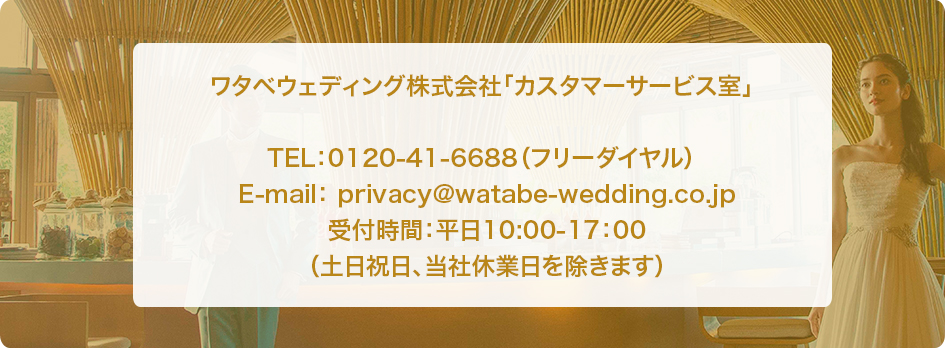 ワタベウェディング株式会社「カスタマーサービス室」
TEL：0120-41-6688（フリーダイヤル）
E-mail： privacy@watabe-wedding.co.jp
受付時間：平日10:00-17：00
（土日祝日、当社休業日を除きます）